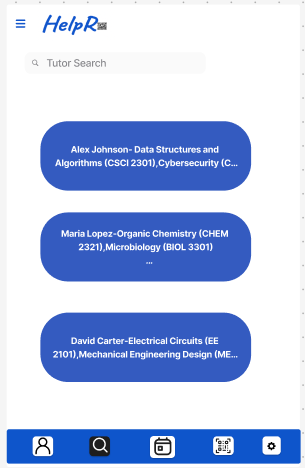 HelpR
Tutor Search
Alex Johnson- Data Structures and
Algorithms (CSCI 2301),Cybersecurity (C...
Maria Lopez-Organic Chemistry (CHEM
2321),Microbiology (BIOL 3301)
...
David Carter-Electrical Circuits (EE
2101),Mechanical Engineering Design (ME...